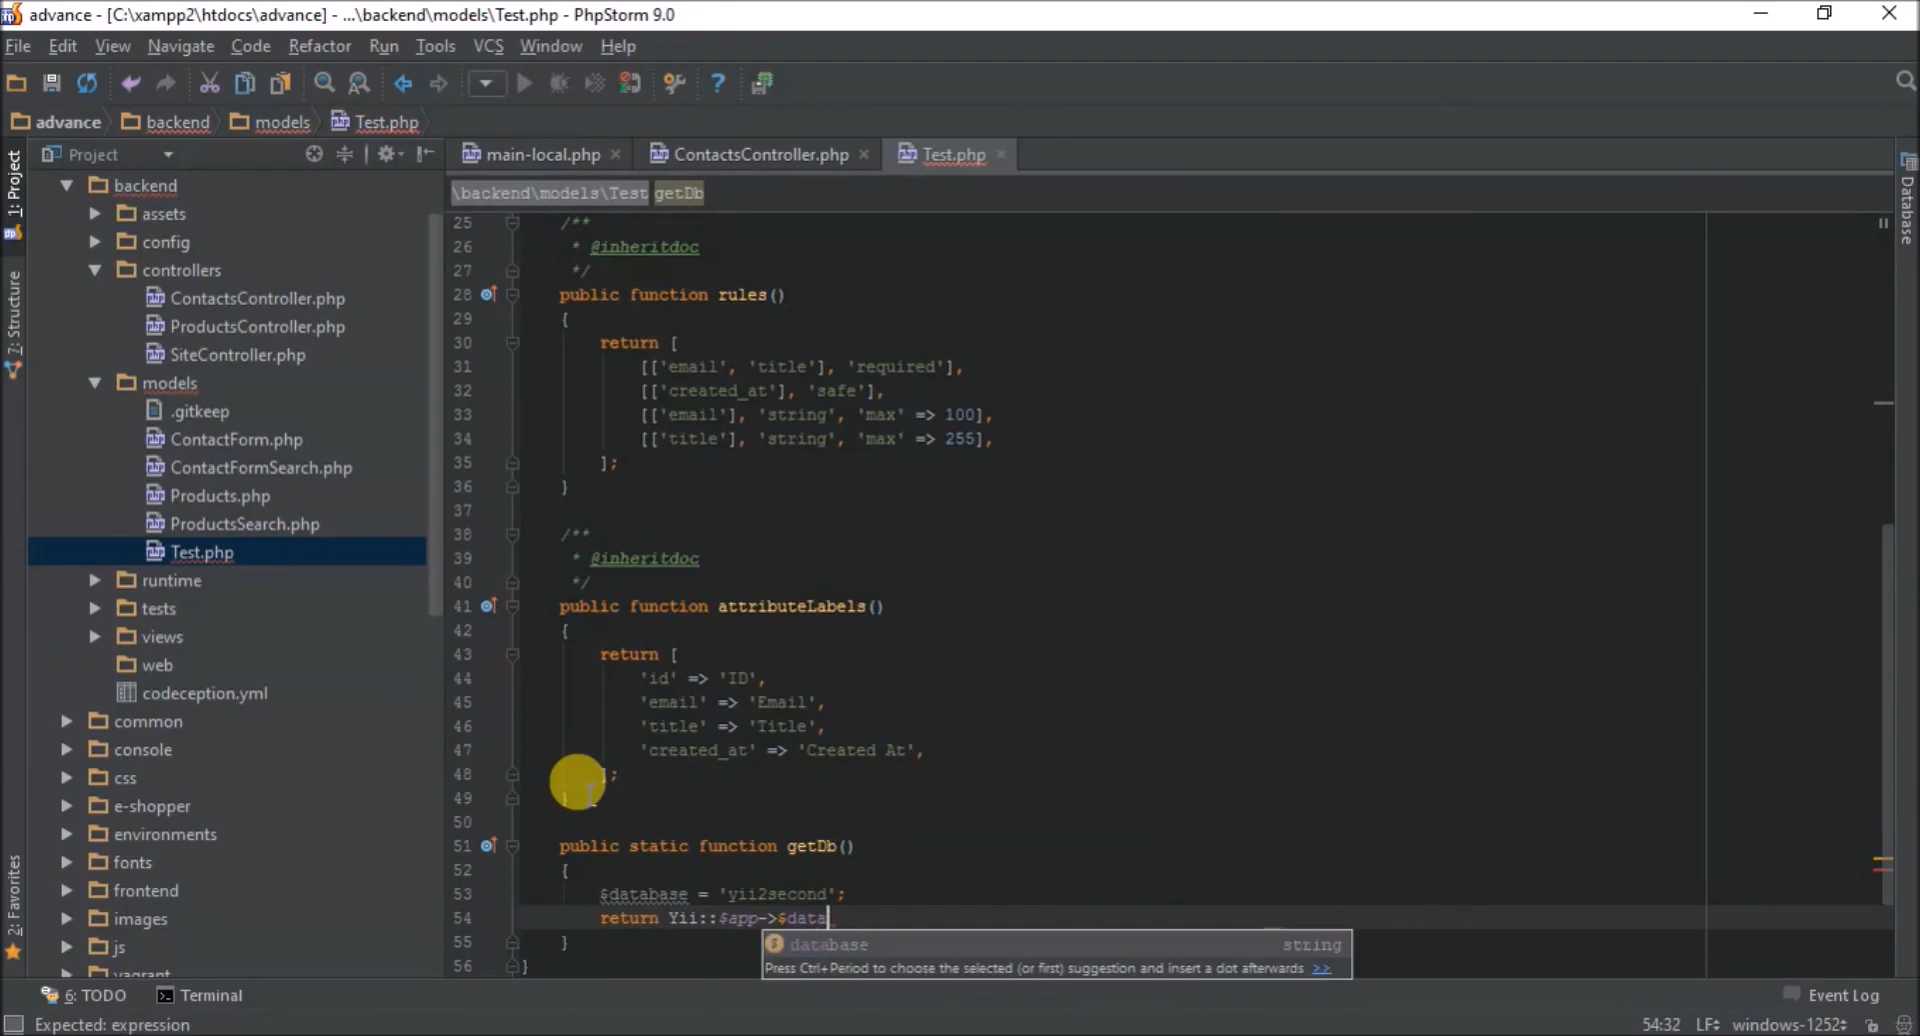 advance - [C:\xampp2\htdocs\advance] - ...\backend\models\Test.php - PhpStorm 9.0
File Edit View Navigate Code Refactor Run Tools VCS Window Help
advance backend models Test.php
1: Project
7: Structure
2: Favorites
Project
backend
assets
config
controllers
ContactsController.php
ProductsController.php
SiteController.php
models
.gitkeep
ContactForm.php
ContactFormSearch.php
Products.php
ProductsSearch.php
Test.php
runtime
tests
views
web
codeception.yml
common
console
css
e-shopper
environments
fonts
frontend
images
js
vagrant
main-local.php ContactsController.php Test.php
\backend\models\Test getDb
25 /**
26 * @inheritdoc
27 */
28 public function rules()
29 {
30 return [
31 [['email', 'title'], 'required'],
32 [['created_at'], 'safe'],
33 [['email'], 'string', 'max' => 100],
34 [['title'], 'string', 'max' => 255],
35 ];
36 }
37
38 /**
39 * @inheritdoc
40 */
41 public function attributeLabels()
42 {
43 return [
44 'id' => 'ID',
45 'email' => 'Email',
46 'title' => 'Title',
47 'created_at' => 'Created At',
48 ];
49 }
50
51 public static function getDb()
52 {
53 $database = 'yii2second';
54 return Yii::$app->$data
55 }
56 }
database string
Press Ctrl+Period to choose the selected (or first) suggestion and insert a dot afterwards >>
Database
6: TODO Terminal Event Log
Expected: expression 54:32 LF÷ windows-1252÷